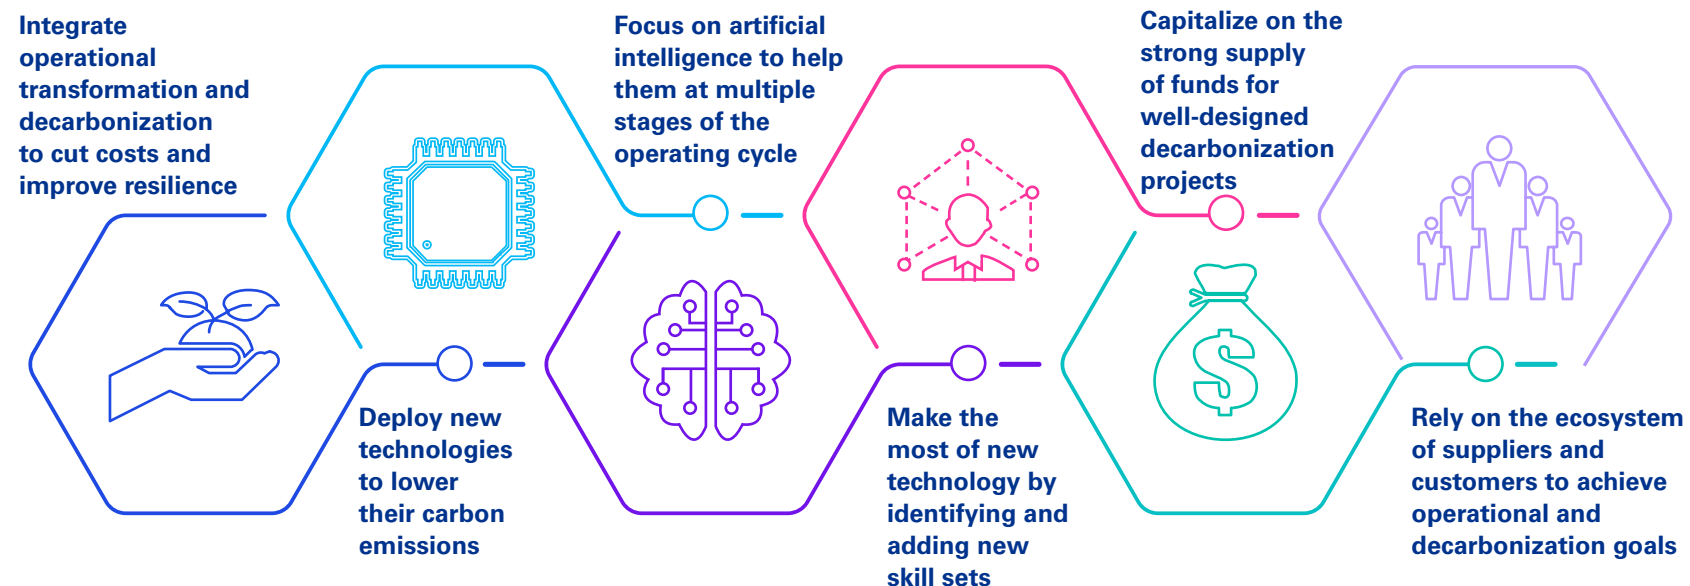 Integrate
operational
transformation and
decarbonization
to cut costs and
improve resilience
Deploy new
technologies
to lower
their carbon
emissions
Focus on artificial
intelligence to help
them at multiple
stages of the
operating cycle
Make the
most of new
technology by
identifying and
adding new
skill sets
Capitalize on the
strong supply
of funds for
well-designed
decarbonization
projects
$
Rely on the ecosystem
of suppliers and
customers to achieve
operational and
decarbonization goals